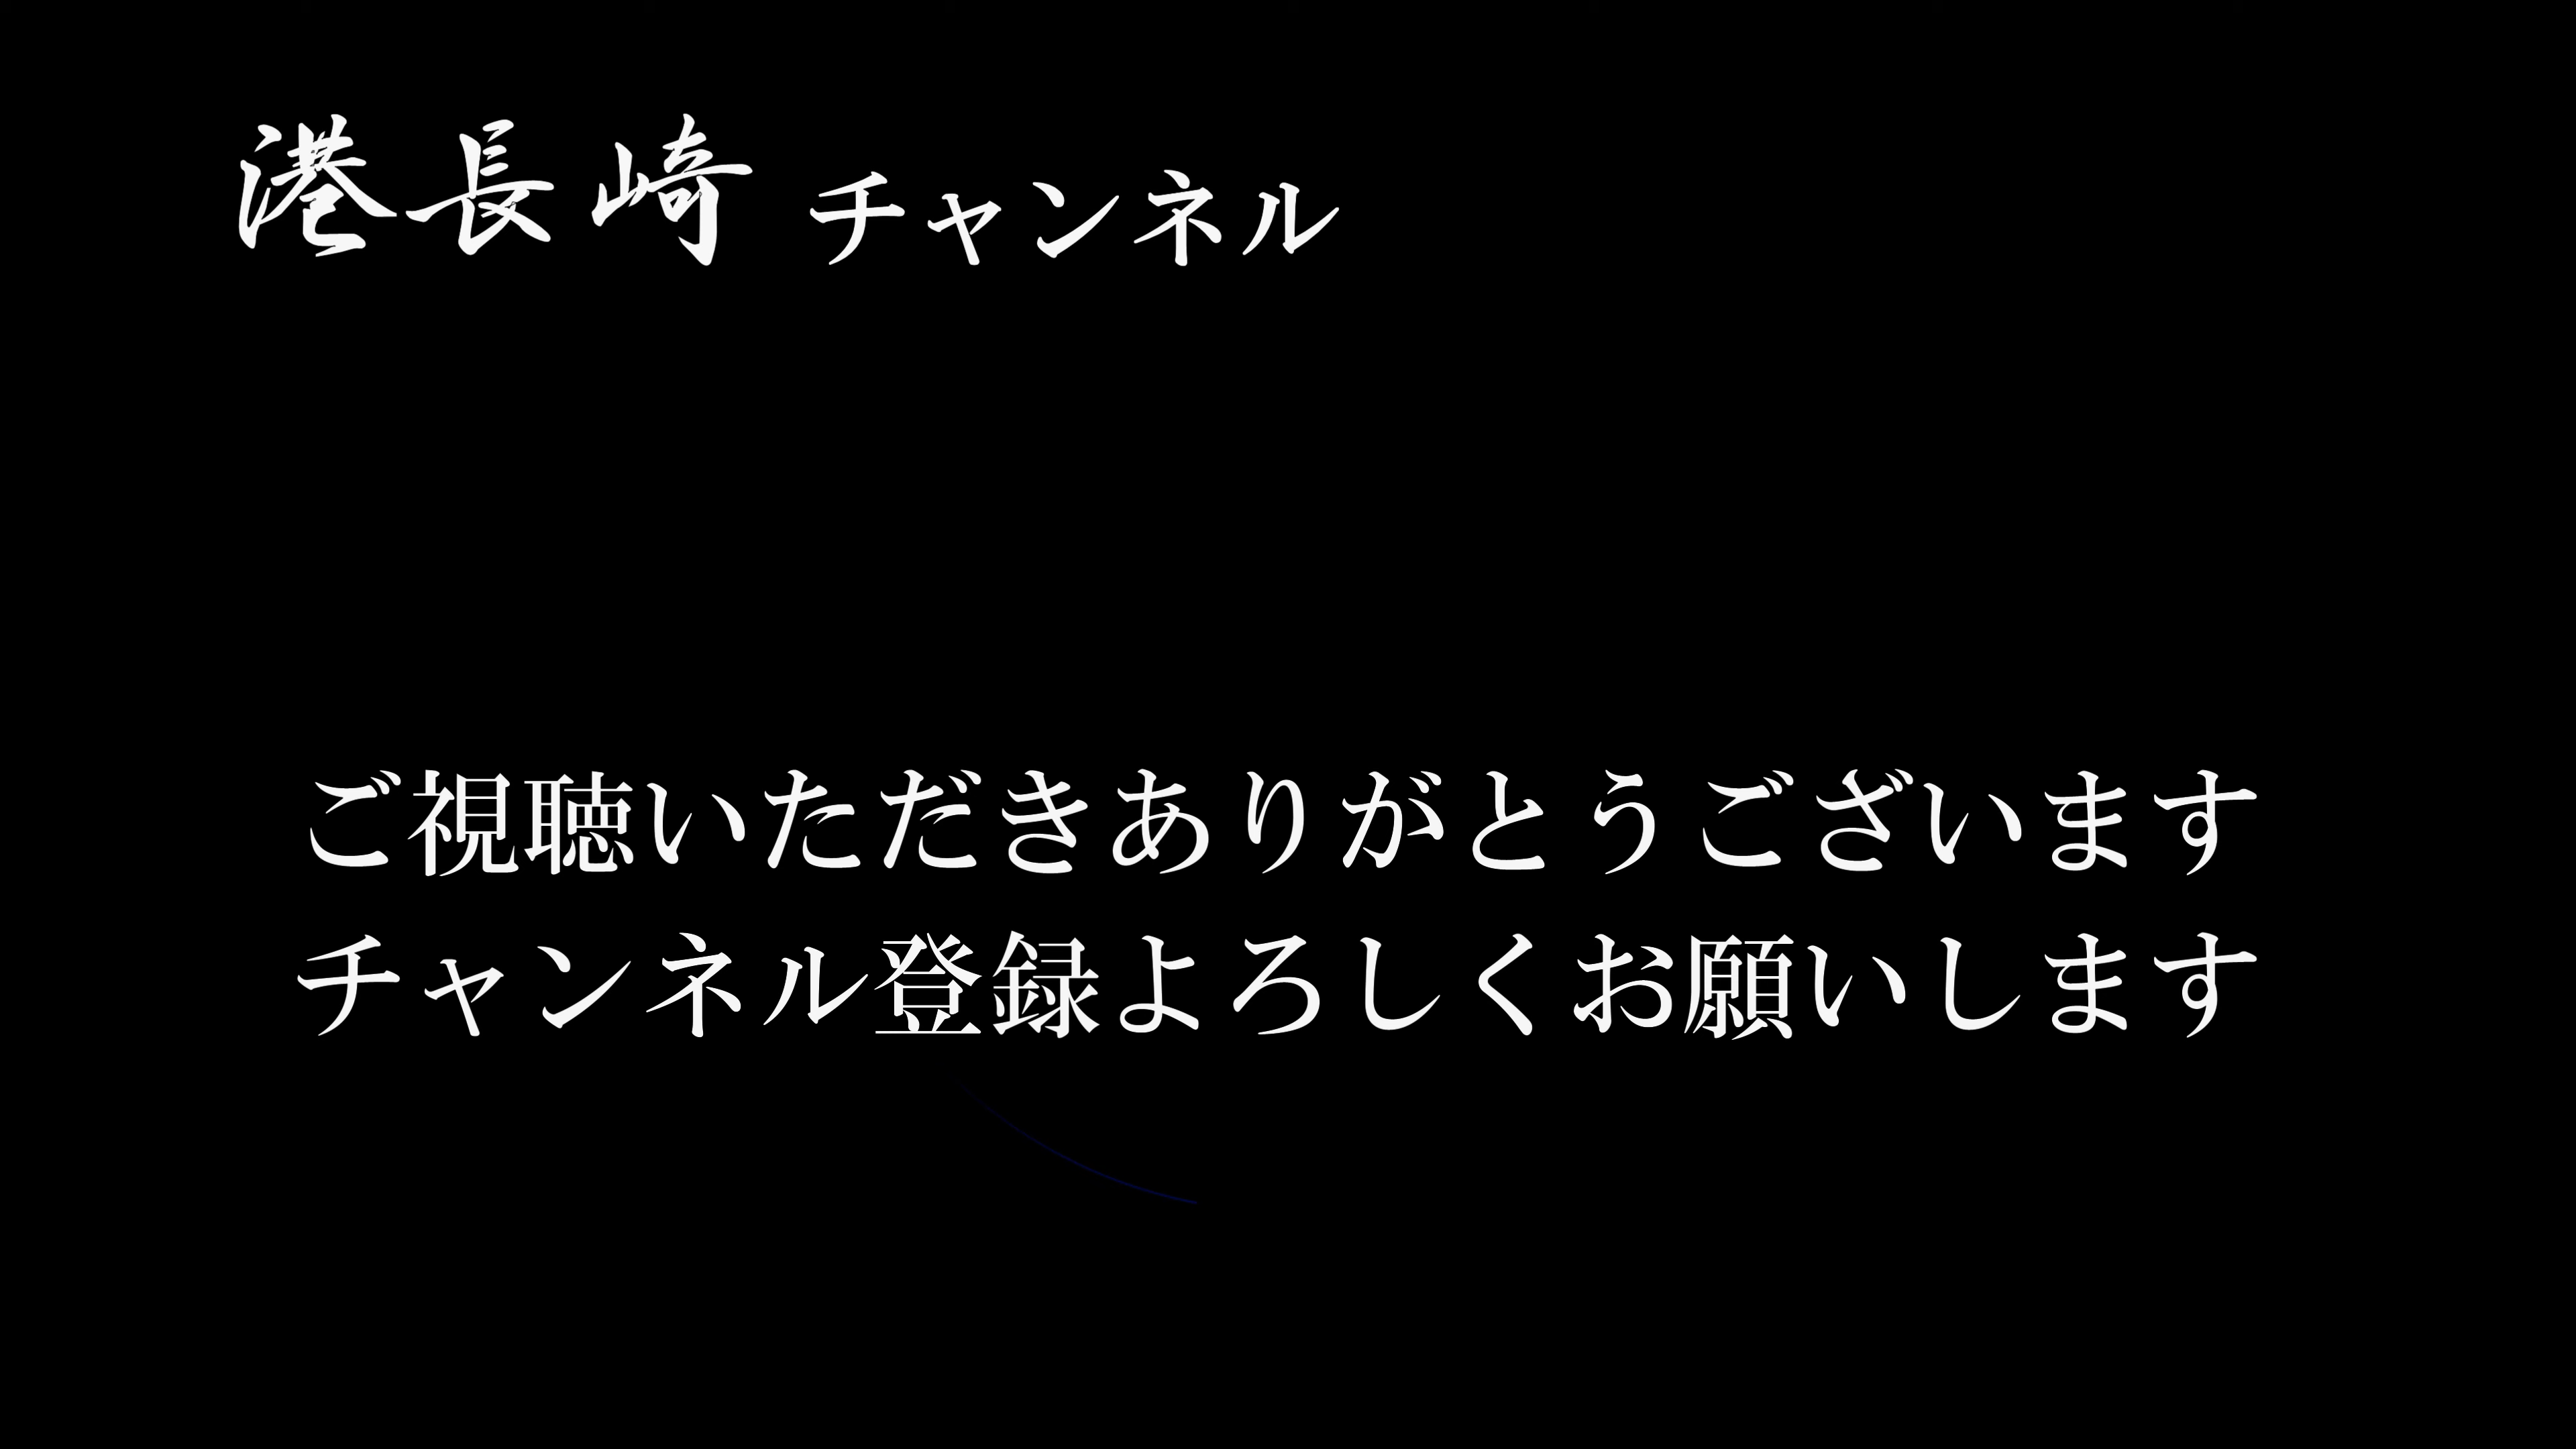 港長崎 チャンネル
ご視聴いただきありがとうございます
チャンネル登録よろしくお願いします